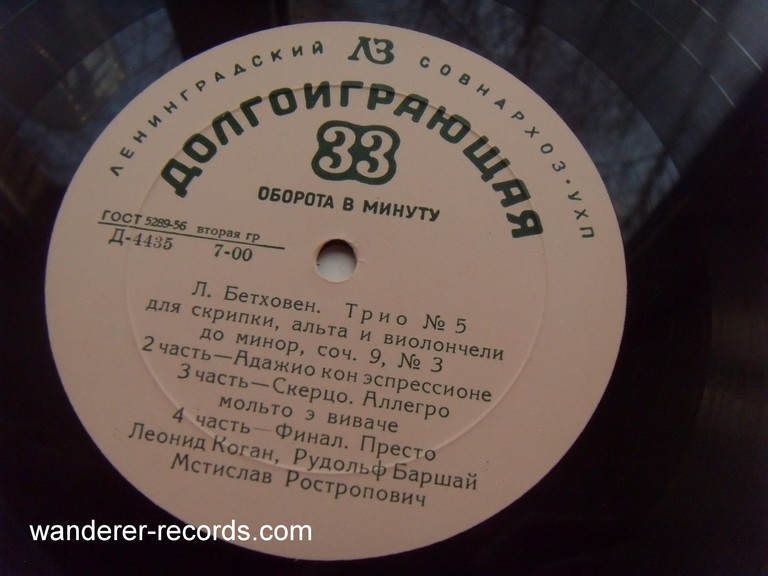 ЛЕНИНГРАДСКИЙ ЛЗ СОВНАРХОЗ • УХП
ДОЛГОИГРАЮЩАЯ
33
ОБОРОТА В МИНУТУ
ГОСТ 5289-56 вторая гр
Д-4435 7-00
Л. Бетховен. Трио № 5
для скрипки, альта и виолончели
до минор, соч. 9, № 3
2 часть—Адажио кон эспрессионе
3 часть—Скерцо. Аллегро
мольто э виваче
4 часть—Финал. Престо
Леонид Коган, Рудольф Баршай
Мстислав Ростропович
wanderer-records.com